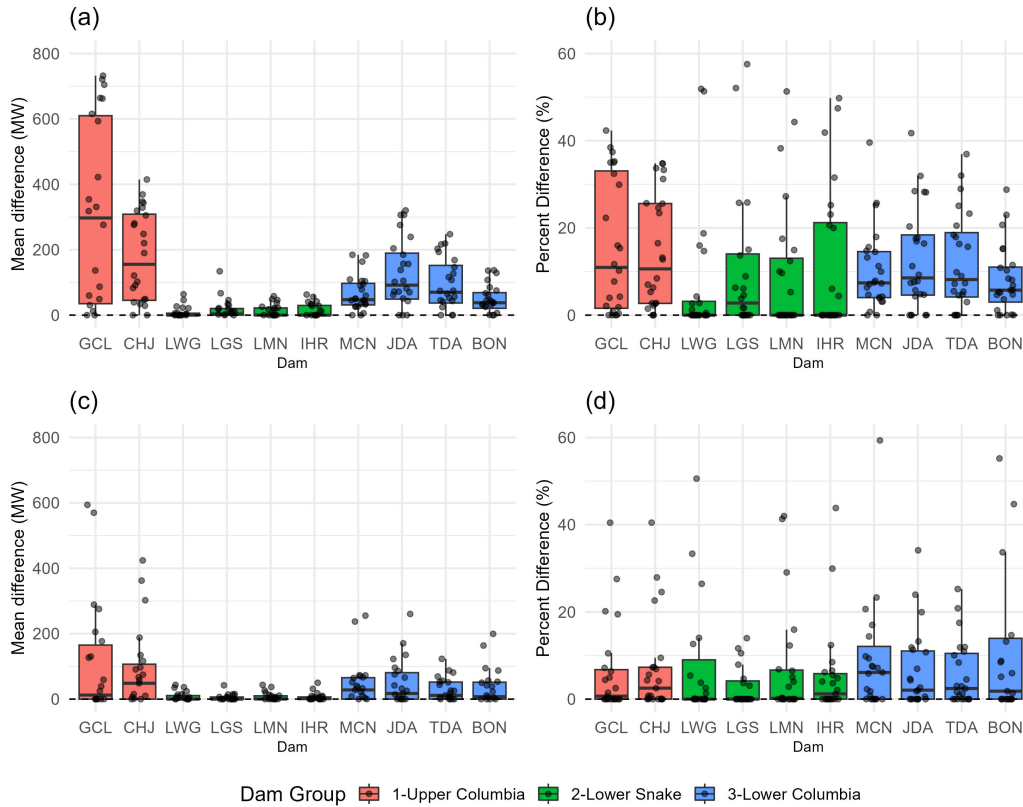 (a)
Mean difference (MW)
800
600
400
200
0
GCL CHJ LWG LGS LMN IHR MCN JDA TDA BON
Dam
(b)
Percent Difference (%)
60
40
20
0
GCL CHJ LWG LGS LMN IHR MCN JDA TDA BON
Dam
(c)
Mean difference (MW)
800
600
400
200
0
GCL CHJ LWG LGS LMN IHR MCN JDA TDA BON
Dam
(d)
Percent Difference (%)
60
40
20
0
GCL CHJ LWG LGS LMN IHR MCN JDA TDA BON
Dam
Dam Group 1-Upper Columbia 2-Lower Snake 3-Lower Columbia